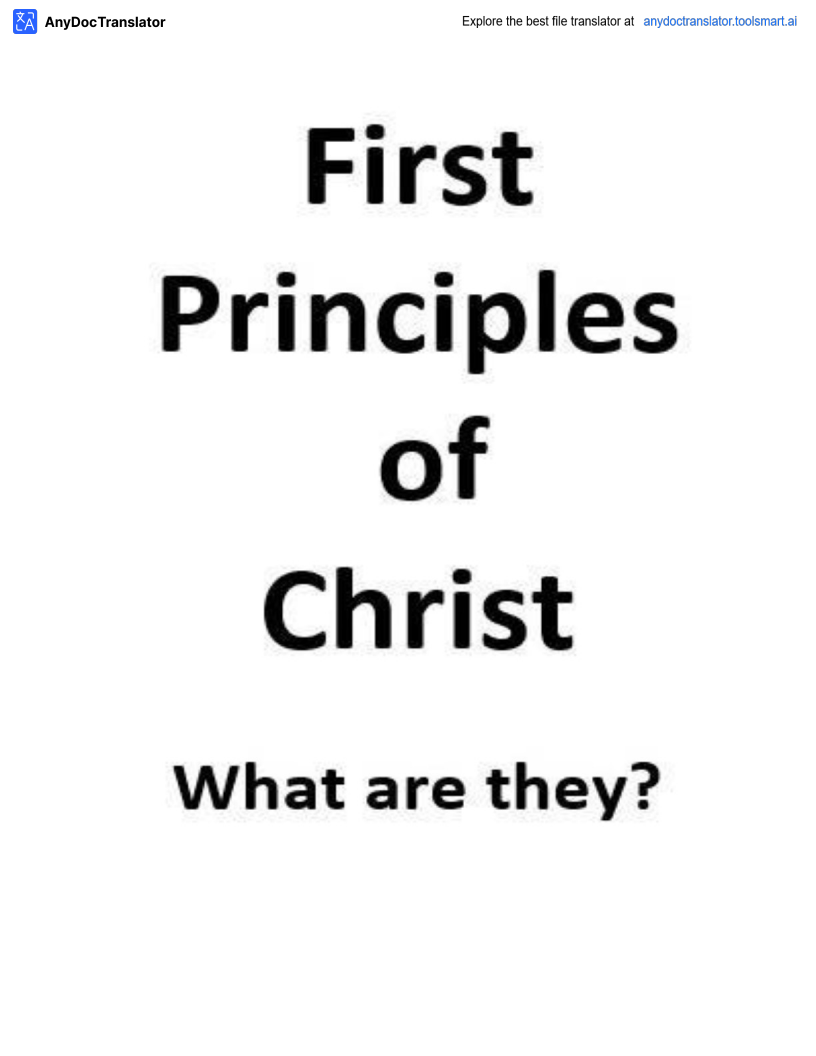 AnyDocTranslator
Explore the best file translator at anydoctranslator.toolsmart.ai
First
Principles
of
Christ
What are they?